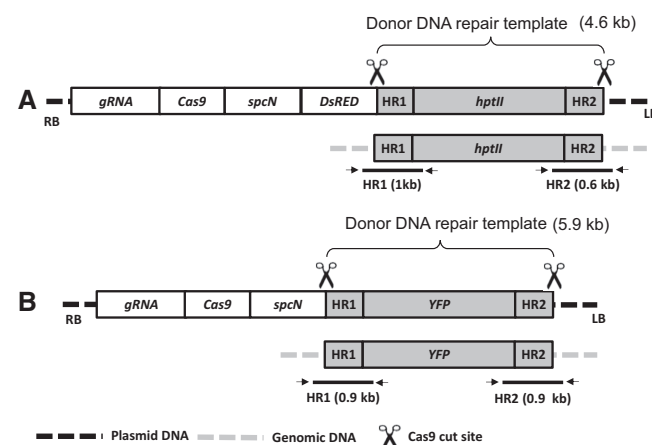 Donor DNA repair template (4.6 kb)
A
gRNA Cas9 spcN DsRED HR1 hptII HR2
RB
HR1 hptII HR2
HR1 (1kb) HR2 (0.6 kb)
Donor DNA repair template (5.9 kb)
B
gRNA Cas9 spcN HR1 YFP HR2
RB LB
HR1 YFP HR2
HR1 (0.9 kb) HR2 (0.9 kb)
Plasmid DNA Genomic DNA Cas9 cut site